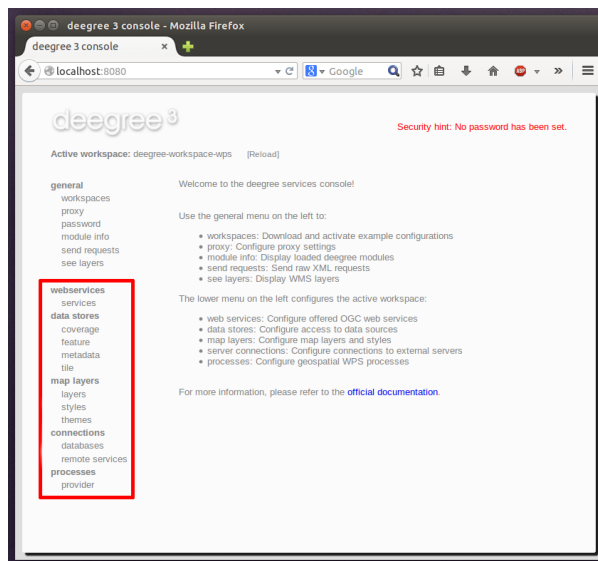 deegree 3 console - Mozilla Firefox
deegree 3 console
localhost:8080
Google
ABP
deegree 3
Security hint: No password has been set.
Active workspace: deegree-workspace-wps [Reload]
general
workspaces
proxy
password
module info
send requests
see layers
webservices
services
data stores
coverage
feature
metadata
tile
map layers
layers
styles
themes
connections
databases
remote services
processes
provider
Welcome to the deegree services console!
Use the general menu on the left to:
• workspaces: Download and activate example configurations
• proxy: Configure proxy settings
• module info: Display loaded deegree modules
• send requests: Send raw XML requests
• see layers: Display WMS layers
The lower menu on the left configures the active workspace:
• web services: Configure offered OGC web services
• data stores: Configure access to data sources
• map layers: Configure map layers and styles
• server connections: Configure connections to external servers
• processes: Configure geospatial WPS processes
For more information, please refer to the official documentation.